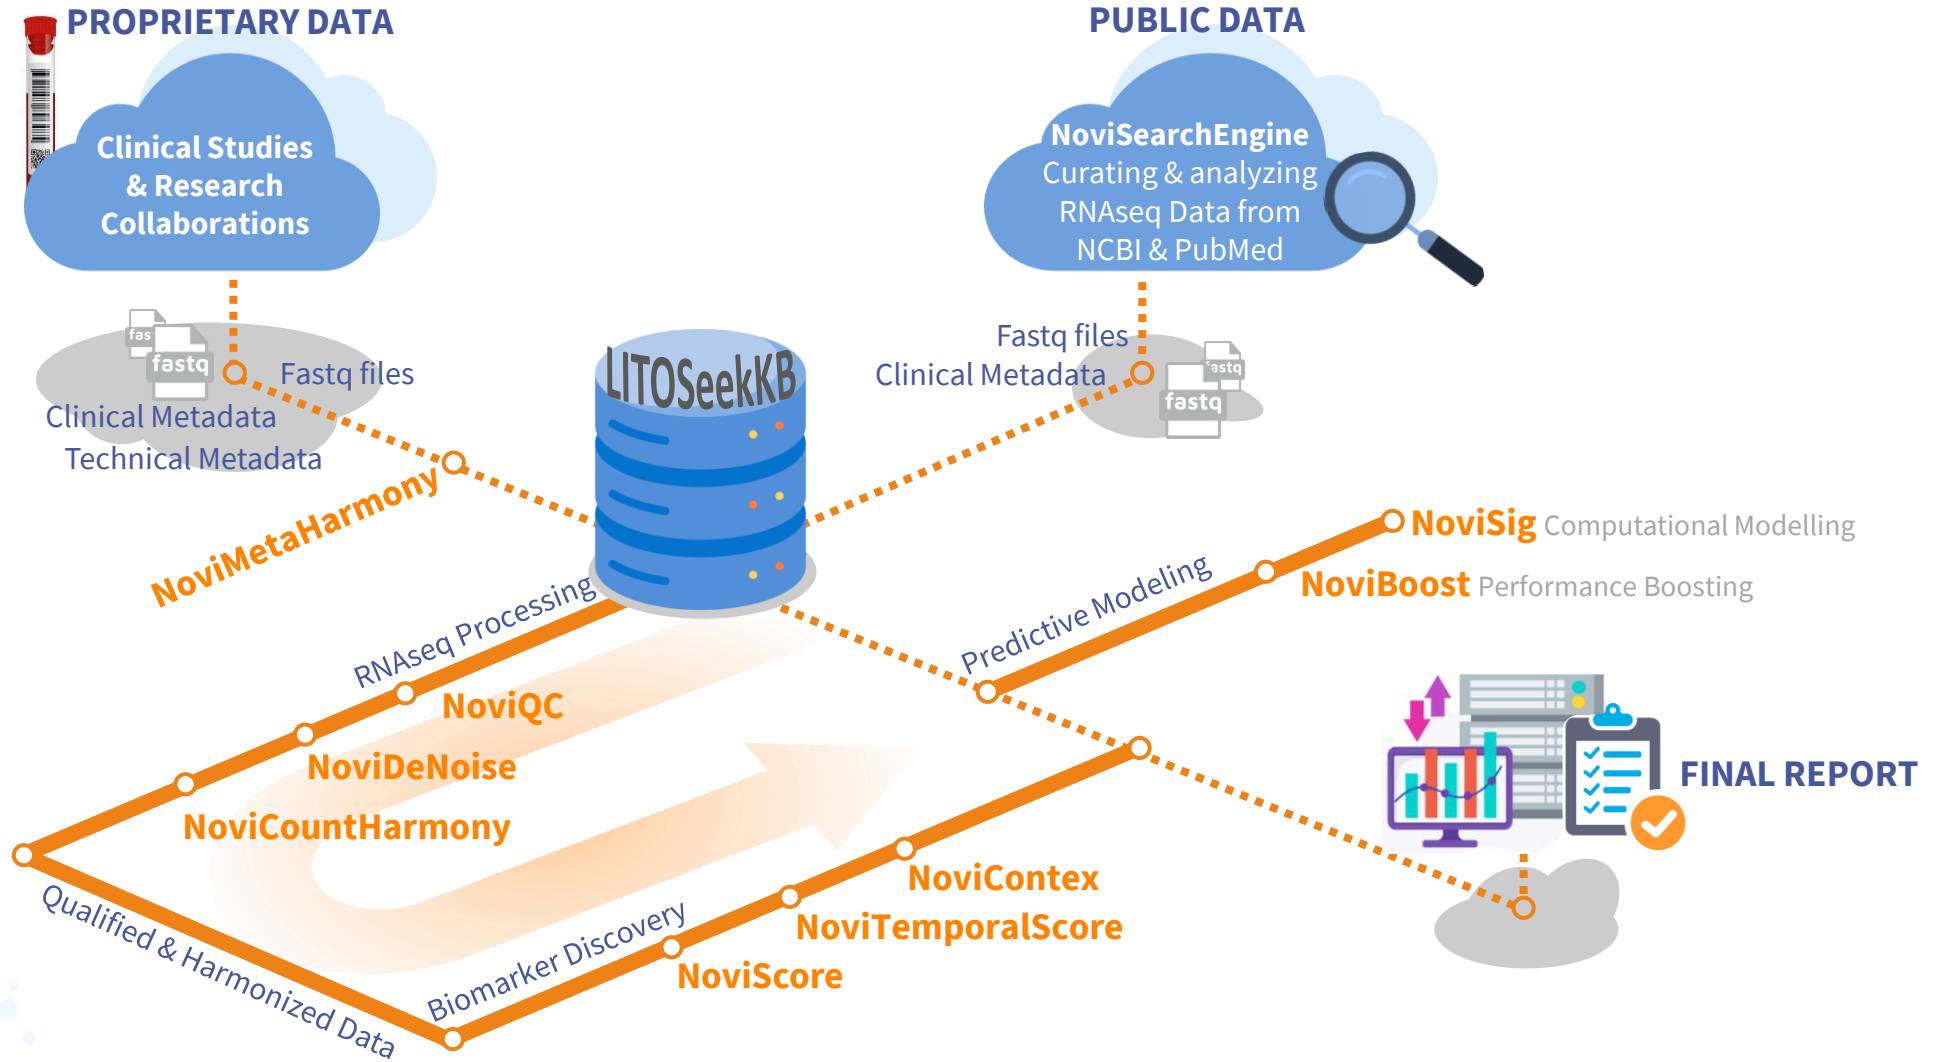 PROPRIETARY DATA
Clinical Studies
& Research
Collaborations
PUBLIC DATA
NoviSearchEngine
Curating & analyzing
RNAseq Data from
NCBI & PubMed
fas
fastq
Fastq files
Clinical Metadata
Technical Metadata
NoviMetaHarmony
LITOSeekKB
Fastq files
Clinical Metadata
astq
fastq
RNAseq Processing
NoviQC
NoviDeNoise
NoviCountHarmony
Qualified & Harmonized Data
Biomarker Discovery
NoviScore
NoviTemporalScore
NoviContex
Predictive Modeling
NoviSig Computational Modelling
NoviBoost Performance Boosting
FINAL REPORT